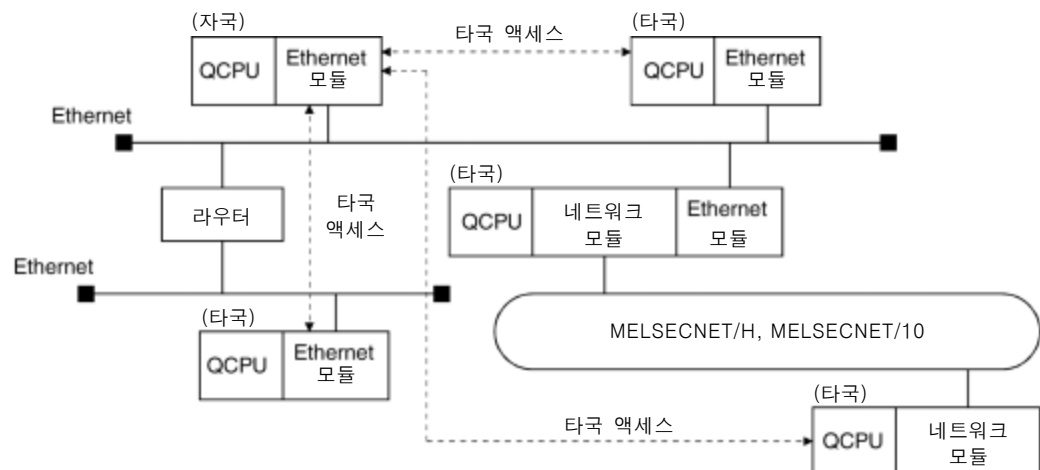 (자국)
타국 액세스
(타국)
QCPU
Ethernet
모듈
QCPU
Ethernet
모듈
Ethernet
(타국)
라우터
타국
액세스
QCPU
네트워크
모듈
Ethernet
모듈
Ethernet
(타국)
QCPU
Ethernet
모듈
MELSECNET/H, MELSECNET/10
(타국)
타국 액세스
QCPU
네트워크
모듈